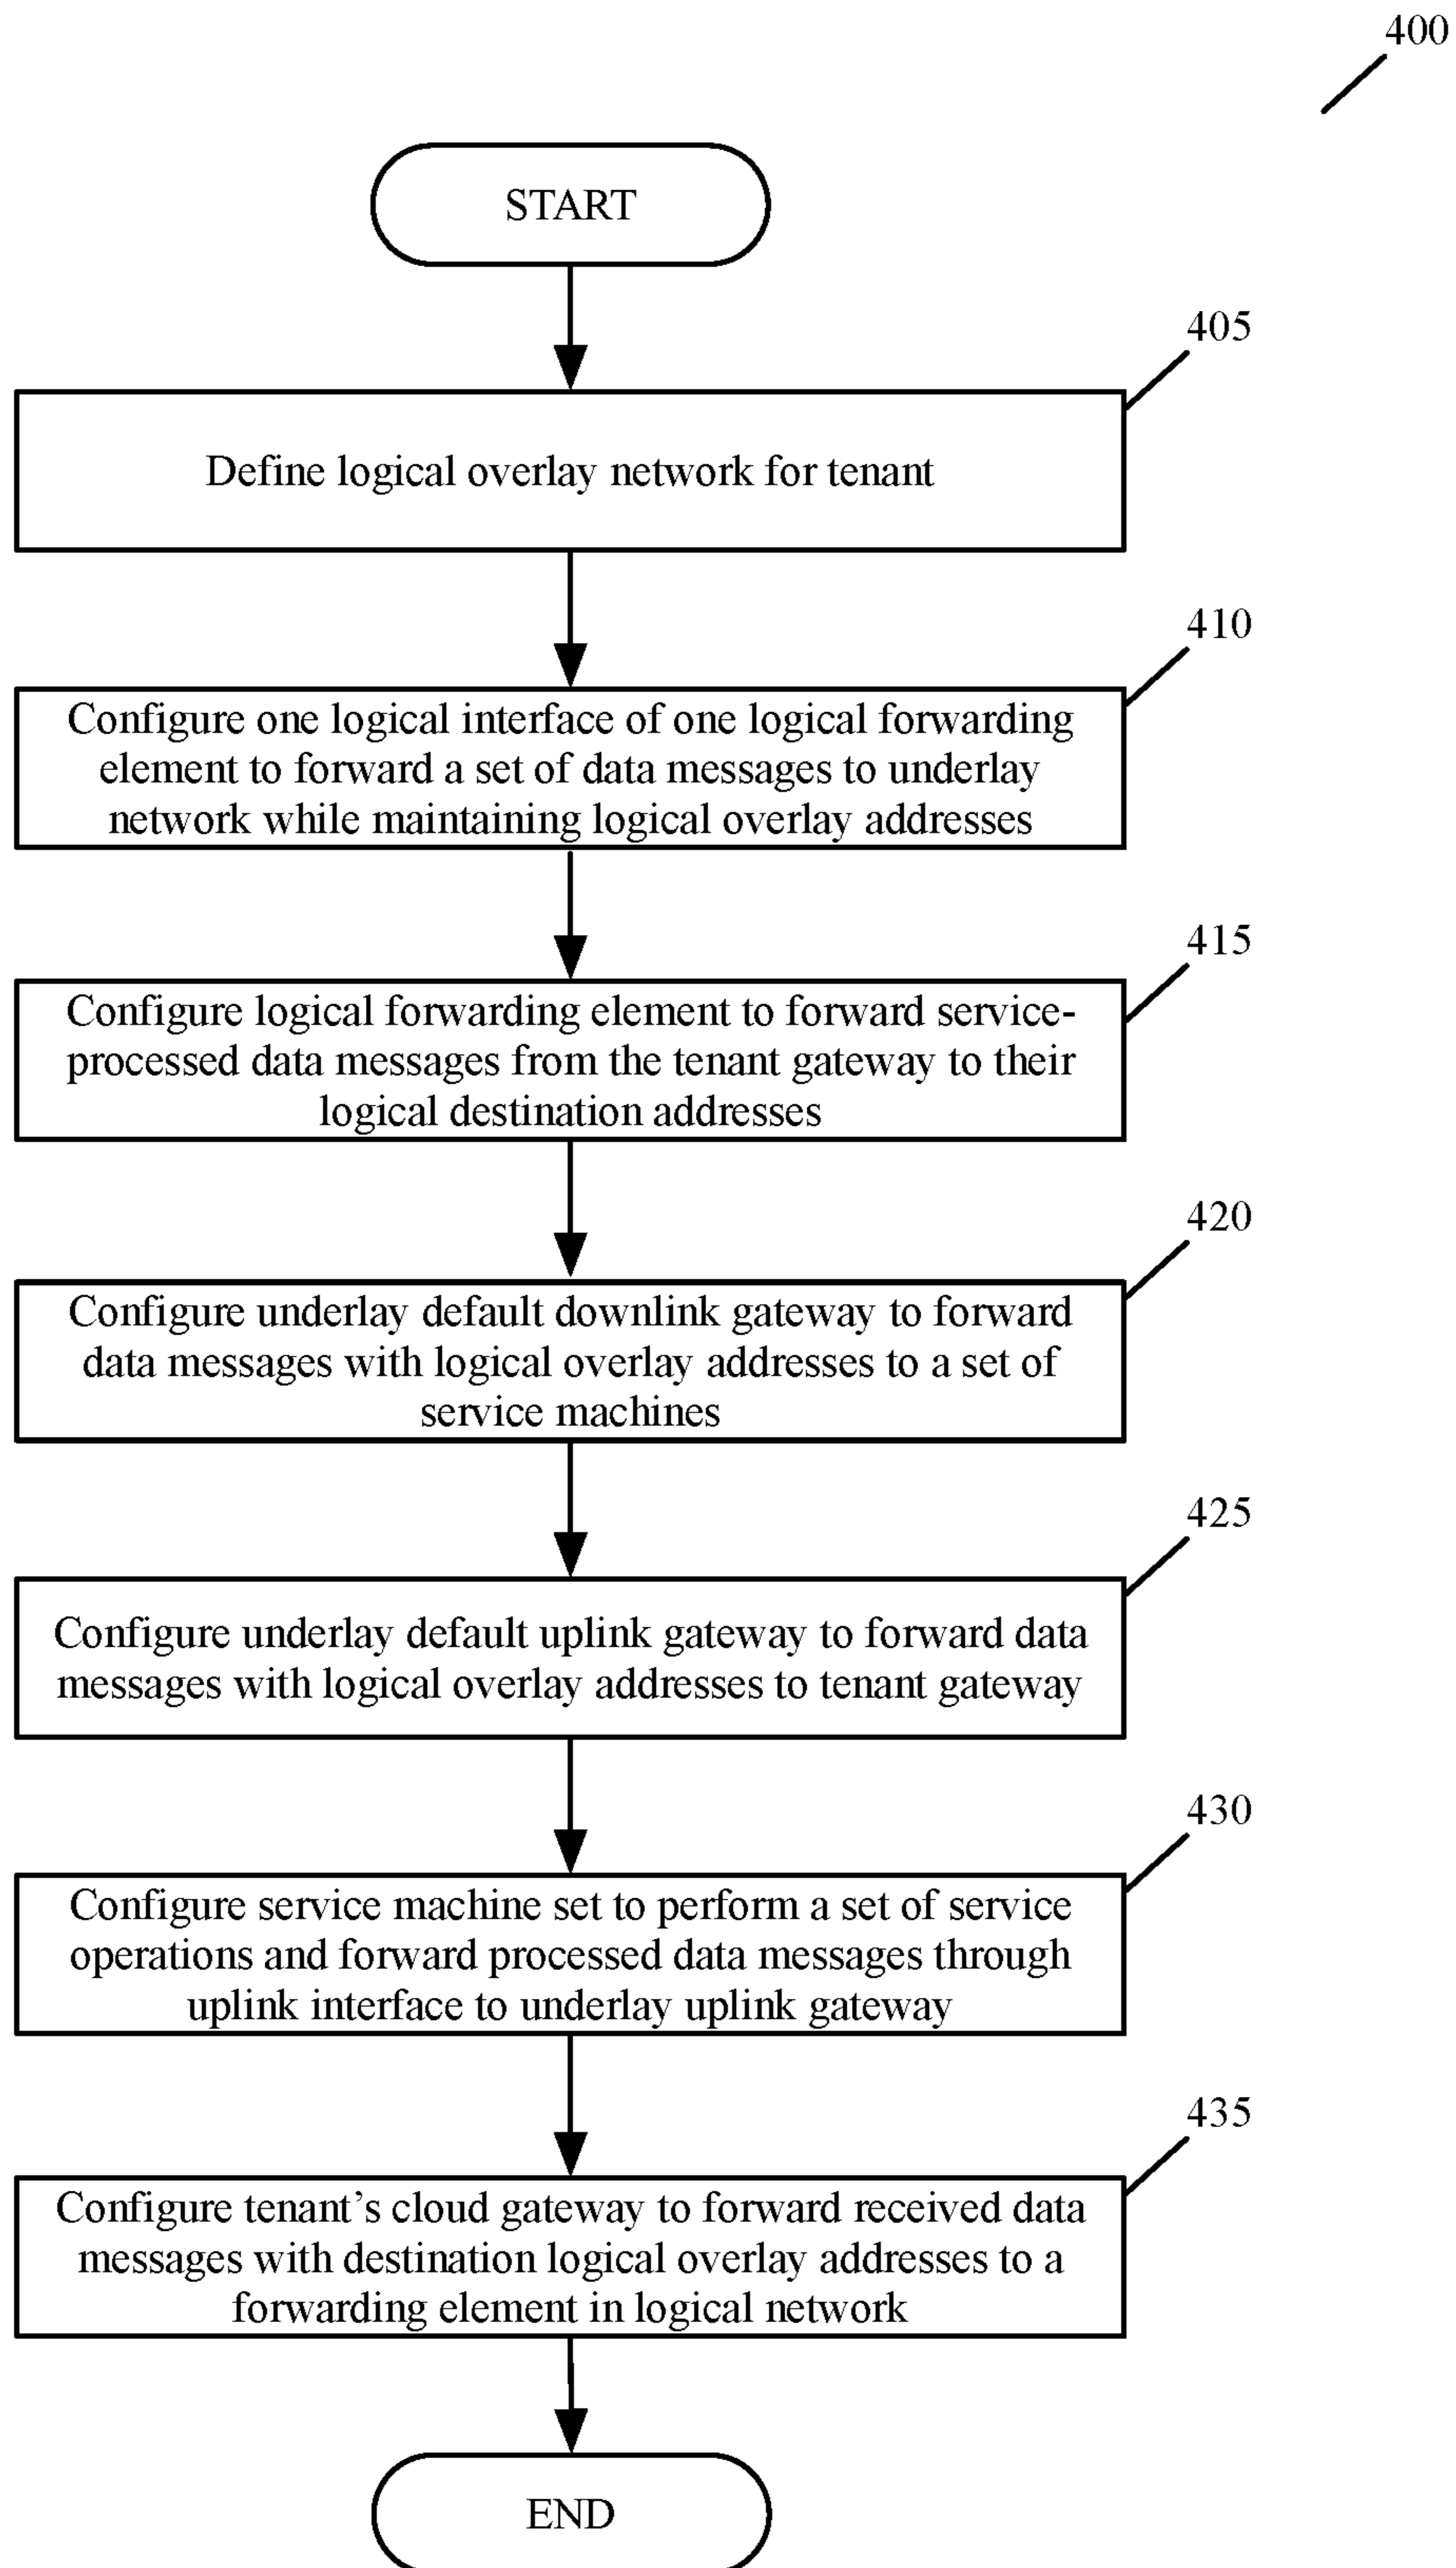 400
START
405
Define logical overlay network for tenant
410
Configure one logical interface of one logical forwarding
element to forward a set of data messages to underlay
network while maintaining logical overlay addresses
415
Configure logical forwarding element to forward service-
processed data messages from the tenant gateway to their
logical destination addresses
420
Configure underlay default downlink gateway to forward
data messages with logical overlay addresses to a set of
service machines
425
Configure underlay default uplink gateway to forward data
messages with logical overlay addresses to tenant gateway
430
Configure service machine set to perform a set of service
operations and forward processed data messages through
uplink interface to underlay uplink gateway
435
Configure tenant’s cloud gateway to forward received data
messages with destination logical overlay addresses to a
forwarding element in logical network
END